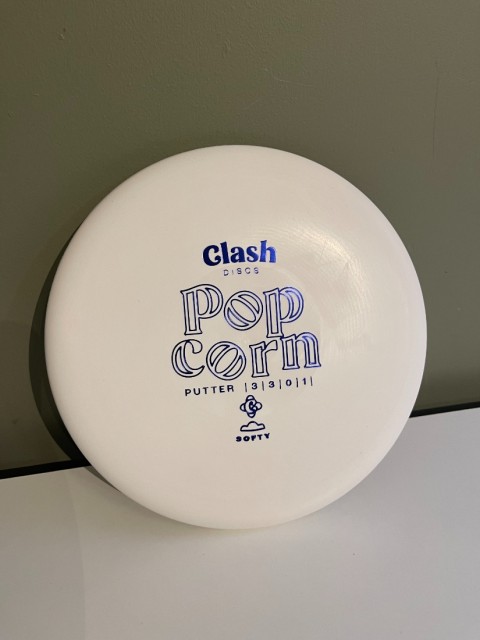 Clash
DISCS
Pop
corn
PUTTER |3|3|0|1|
SOFTY